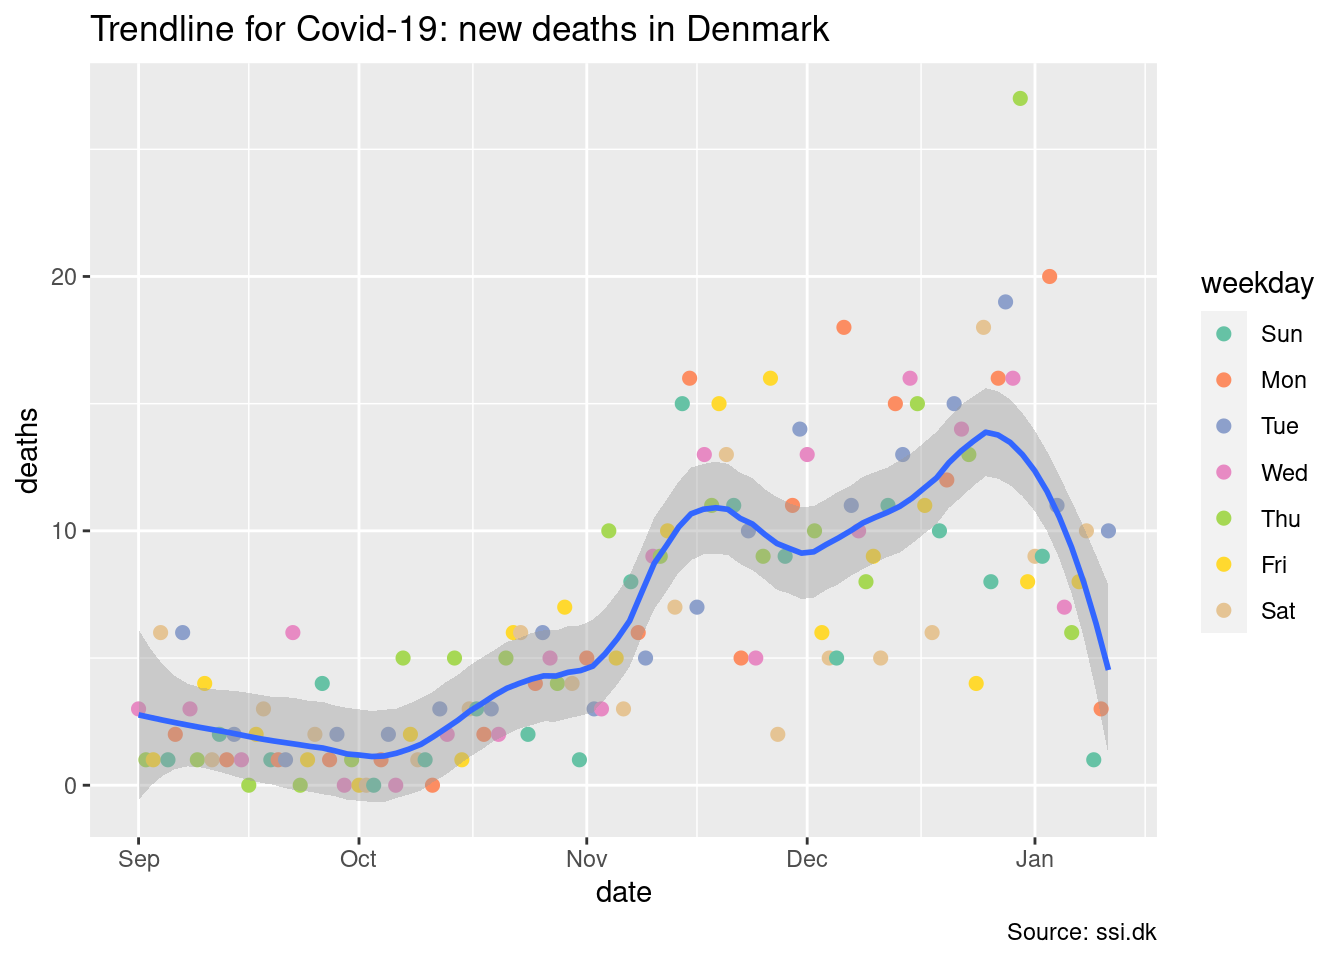 Trendline for Covid-19: new deaths in Denmark
deaths
20
10
0
Sep Oct Nov Dec Jan
date
weekday
Sun
Mon
Tue
Wed
Thu
Fri
Sat
Source: ssi.dk